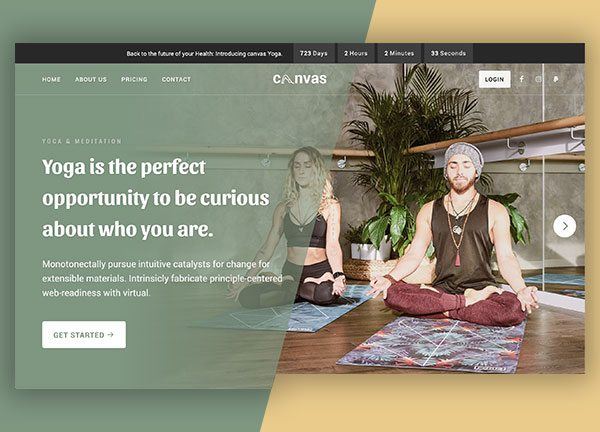 Back to the future of your Health: Introducing canvas Yoga. 723 Days 2 Hours 2 Minutes 33 Seconds
HOME ABOUT US PRICING CONTACT canvas LOGIN
YOGA & MEDITATION
Yoga is the perfect
opportunity to be curious
about who you are.
Monotonectally pursue intuitive catalysts for change for
extensible materials. Intrinsicly fabricate principle-centered
web-readiness with virtual.
GET STARTED →